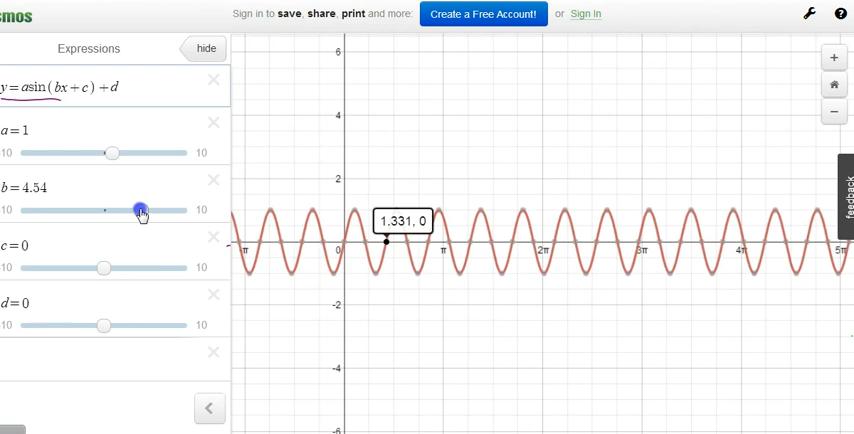 smos
Sign in to save, share, print and more: Create a Free Account! or Sign In
Expressions hide
y=asin(bx+c)+d
a=1
10 10
b=4.54
10 10
c=0
10 10
d=0
10 10
6
4
2
1.331, 0
-π 0 π 2π 3π 4π 5π
-2
-4
-6
+
−
?
feedback